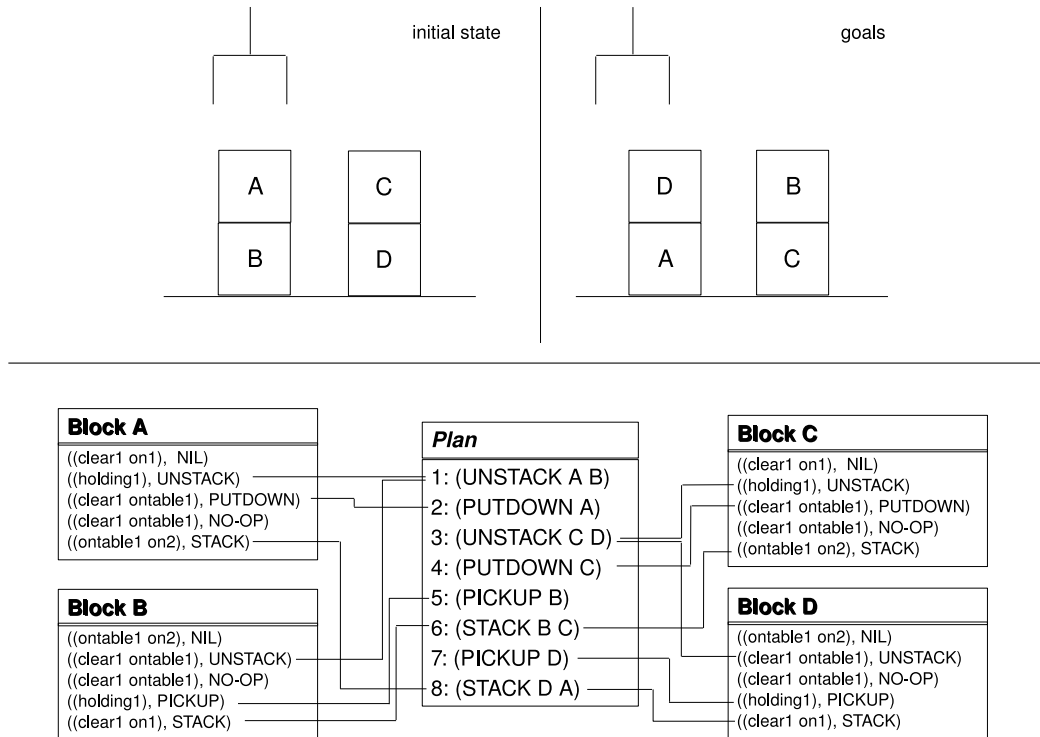 initial state
goals
A
C
B
D
D
B
A
C
Block A
((clear1 on1), NIL)
((holding1), UNSTACK)
((clear1 ontable1), PUTDOWN)
((clear1 ontable1), NO-OP)
((ontable1 on2), STACK)
Block B
((ontable1 on2), NIL)
((clear1 ontable1), UNSTACK)
((clear1 ontable1), NO-OP)
((holding1), PICKUP)
((clear1 on1), STACK)
Plan
1: (UNSTACK A B)
2: (PUTDOWN A)
3: (UNSTACK C D)
4: (PUTDOWN C)
5: (PICKUP B)
6: (STACK B C)
7: (PICKUP D)
8: (STACK D A)
Block C
((clear1 on1), NIL)
((holding1), UNSTACK)
((clear1 ontable1), PUTDOWN)
((clear1 ontable1), NO-OP)
((ontable1 on2), STACK)
Block D
((ontable1 on2), NIL)
((clear1 ontable1), UNSTACK)
((clear1 ontable1), NO-OP)
((holding1), PICKUP)
((clear1 on1), STACK)